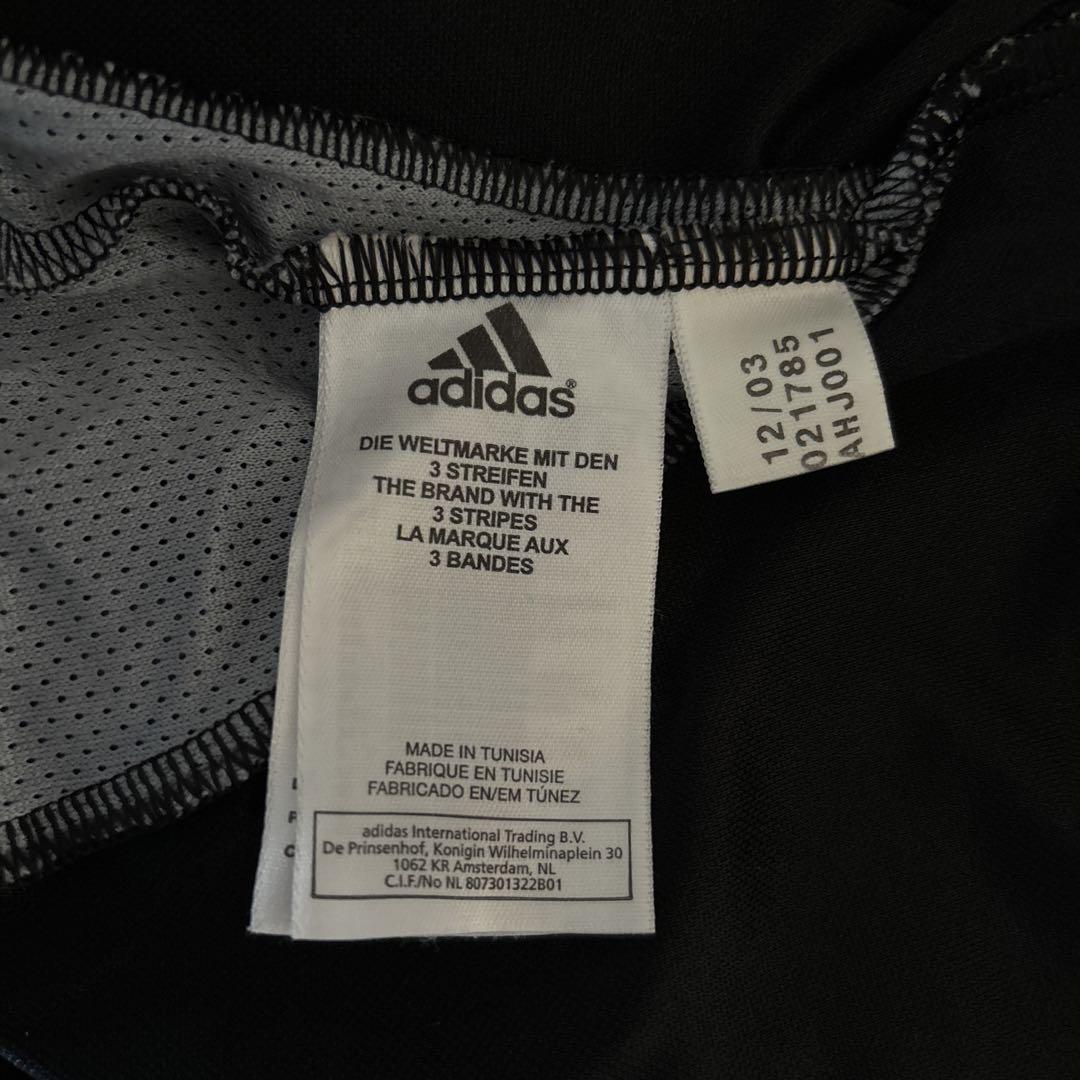 adidas®
DIE WELTMARKE MIT DEN
3 STREIFEN
THE BRAND WITH THE
3 STRIPES
LA MARQUE AUX
3 BANDES
MADE IN TUNISIA
FABRIQUE EN TUNISIE
FABRICADO EN/EM TÚNEZ
adidas International Trading B.V.
De Prinsenhof, Konigin Wilhelminaplein 30
1062 KR Amsterdam, NL
C.I.F./No NL 807301322B01
12/03
021785
AHJ001